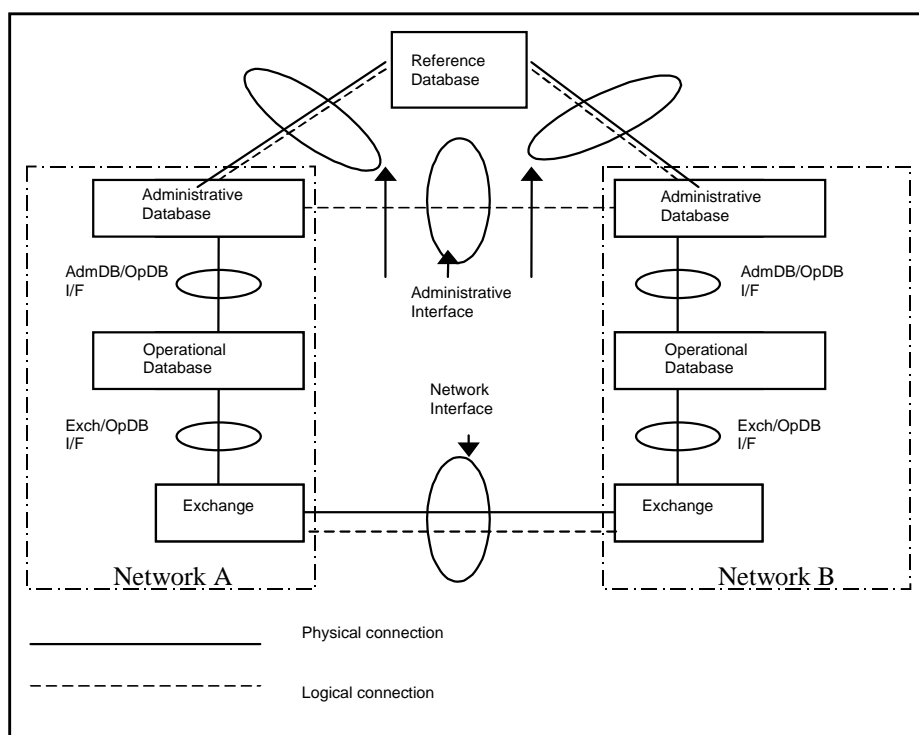 Reference
Database
Administrative
Database
Administrative
Database
AdmDB/OpDB
I/F
AdmDB/OpDB
I/F
Administrative
Interface
Operational
Database
Operational
Database
Network
Interface
Exch/OpDB
I/F
Exch/OpDB
I/F
Exchange
Exchange
Network A
Network B
Physical connection
Logical connection